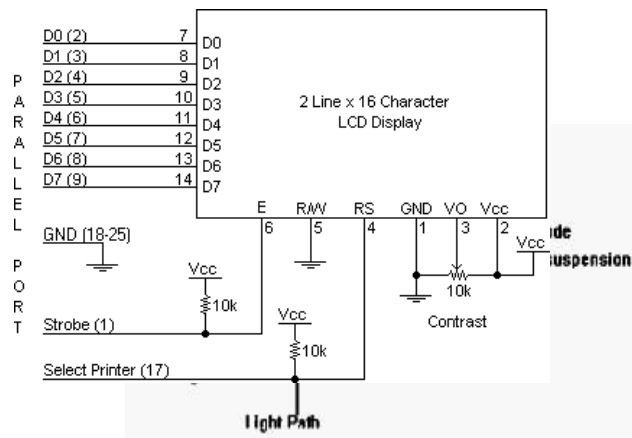 PARALLEL PORT
D0 (2) 7 D0
D1 (3) 8 D1
D2 (4) 9 D2
D3 (5) 10 D3
D4 (6) 11 D4
D5 (7) 12 D5
D6 (8) 13 D6
D7 (9) 14 D7
2 Line x 16 Character
LCD Display
E R/W RS GND VO Vcc
6 5 4 1 3 2
GND (18-25)
Vcc
uspension
Vcc
10k
10k
Contrast
Vcc
10k
Strobe (1)
Select Printer (17)
Light Path